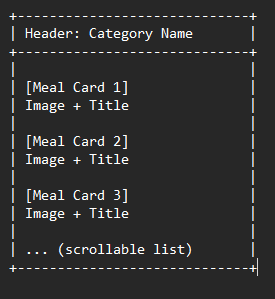 +-----------------------------+
| Header: Category Name       |
+-----------------------------+
|                             |
| [Meal Card 1]               |
| Image + Title               |
|                             |
| [Meal Card 2]               |
| Image + Title               |
|                             |
| [Meal Card 3]               |
| Image + Title               |
|                             |
| ... (scrollable list)       |
+-----------------------------+